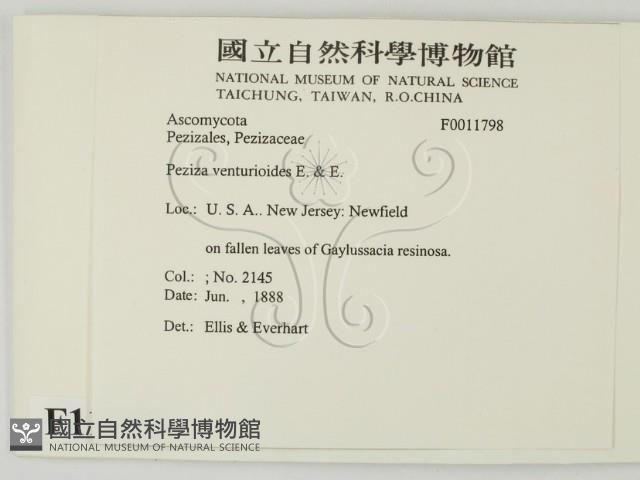 國立自然科學博物館
NATIONAL MUSEUM OF NATURAL SCIENCE
TAICHUNG, TAIWAN, R.O.CHINA
Ascomycota F0011798
Pezizales, Pezizaceae
Peziza venturioides E. & E.
Loc.: U. S. A.. New Jersey: Newfield
on fallen leaves of Gaylussacia resinosa.
Col.: ; No. 2145
Date: Jun. , 1888
Det.: Ellis & Everhart
F1
國立自然科學博物館
NATIONAL MUSEUM OF NATURAL SCIENCE